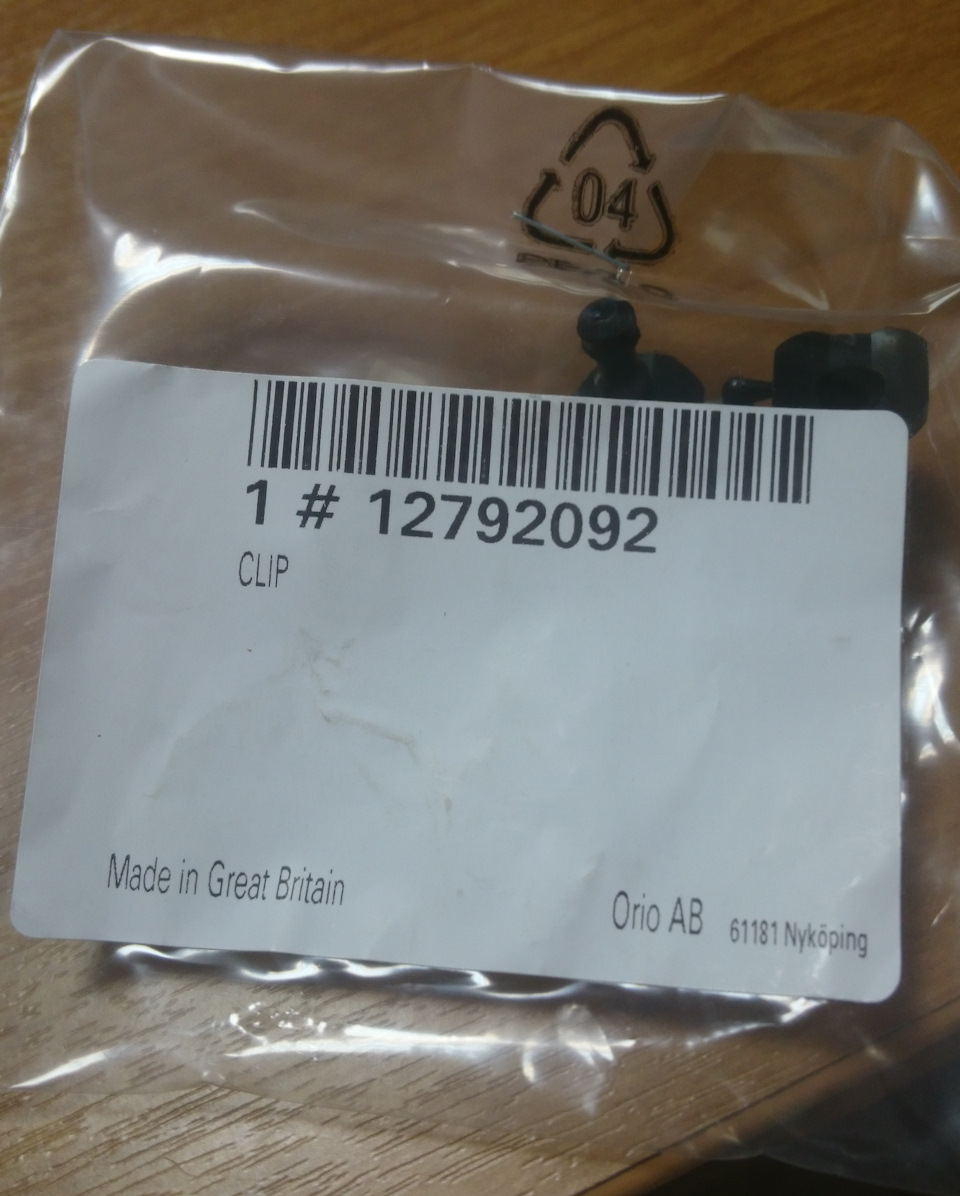 04
1 # 12792092
CLIP
Made in Great Britain
Orio AB 61181 Nyköping